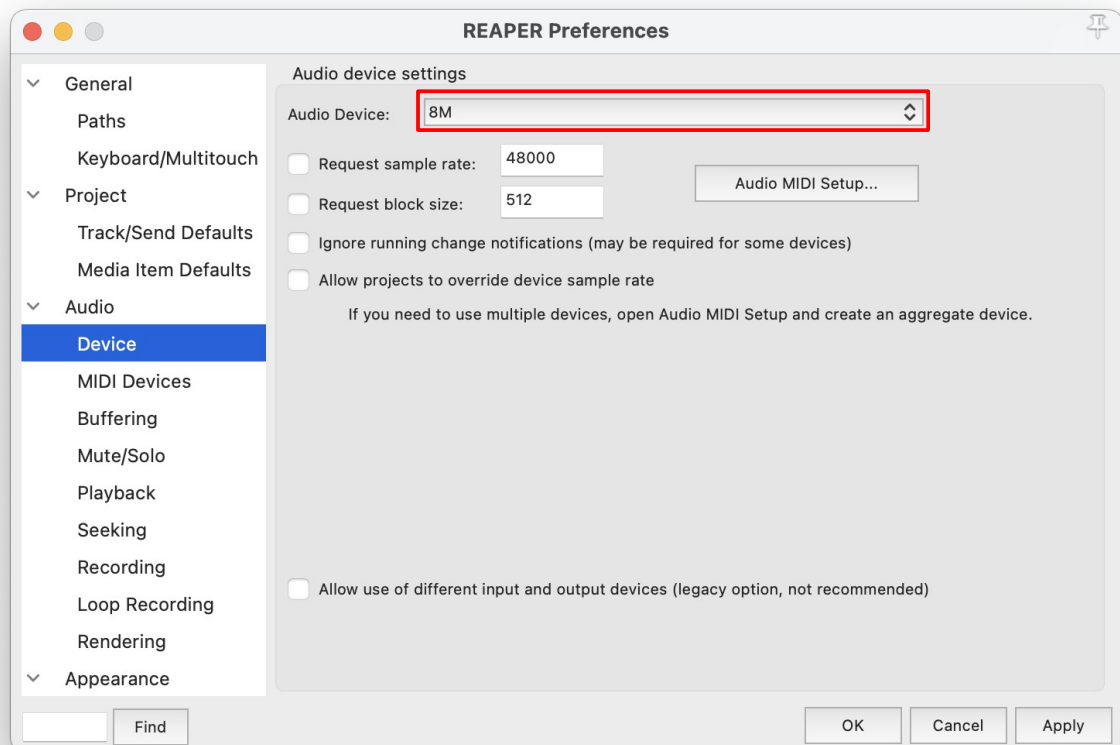 REAPER Preferences
General
Paths
Keyboard/Multitouch
Project
Track/Send Defaults
Media Item Defaults
Audio
Device
MIDI Devices
Buffering
Mute/Solo
Playback
Seeking
Recording
Loop Recording
Rendering
Appearance
Find
Audio device settings
Audio Device: 8M
Request sample rate: 48000
Audio MIDI Setup...
Request block size: 512
Ignore running change notifications (may be required for some devices)
Allow projects to override device sample rate
If you need to use multiple devices, open Audio MIDI Setup and create an aggregate device.
Allow use of different input and output devices (legacy option, not recommended)
OK Cancel Apply